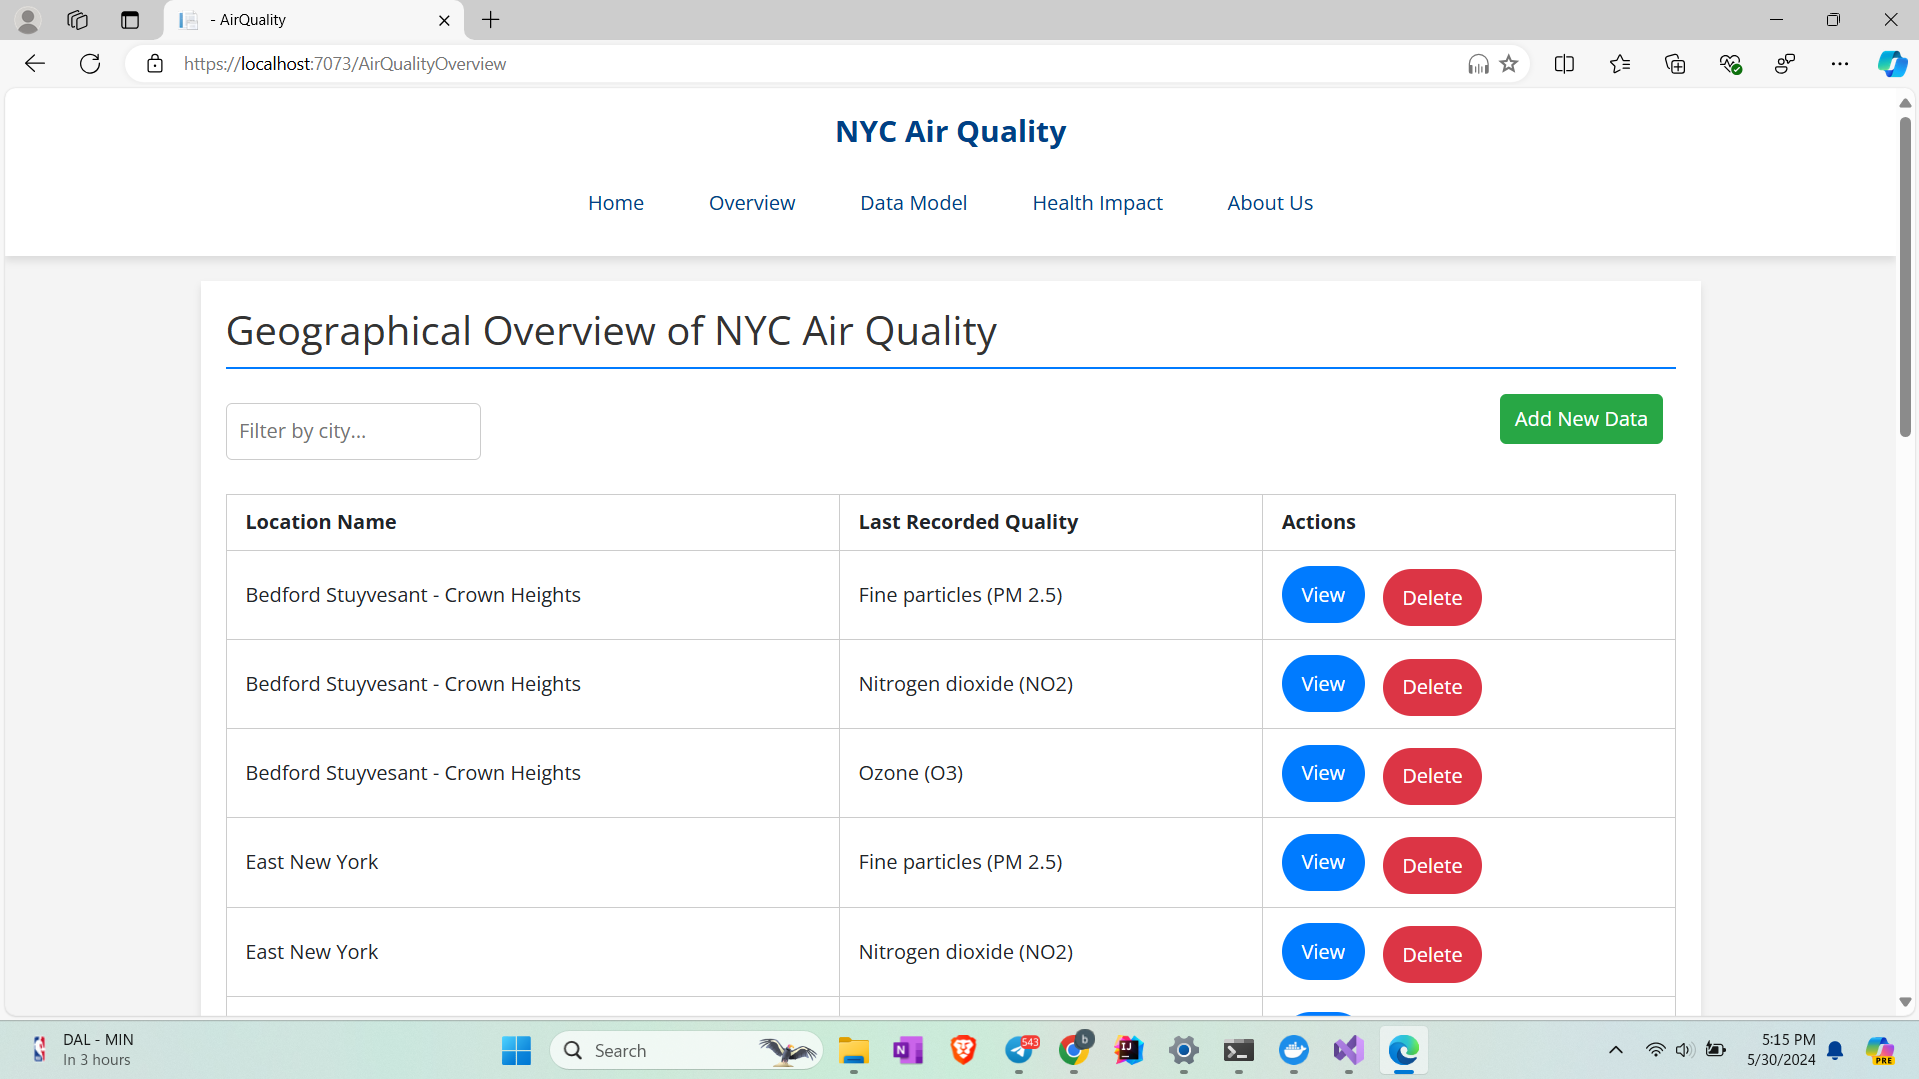 - AirQuality
https://localhost:7073/AirQualityOverview
NYC Air Quality
Home Overview Data Model Health Impact About Us
Geographical Overview of NYC Air Quality
Filter by city...
Add New Data
Location Name Last Recorded Quality Actions
Bedford Stuyvesant - Crown Heights Fine particles (PM 2.5) View Delete
Bedford Stuyvesant - Crown Heights Nitrogen dioxide (NO2) View Delete
Bedford Stuyvesant - Crown Heights Ozone (O3) View Delete
East New York Fine particles (PM 2.5) View Delete
East New York Nitrogen dioxide (NO2) View Delete
DAL - MIN
In 3 hours
Search
N
543
b
IJ
5:15 PM
5/30/2024
PRE